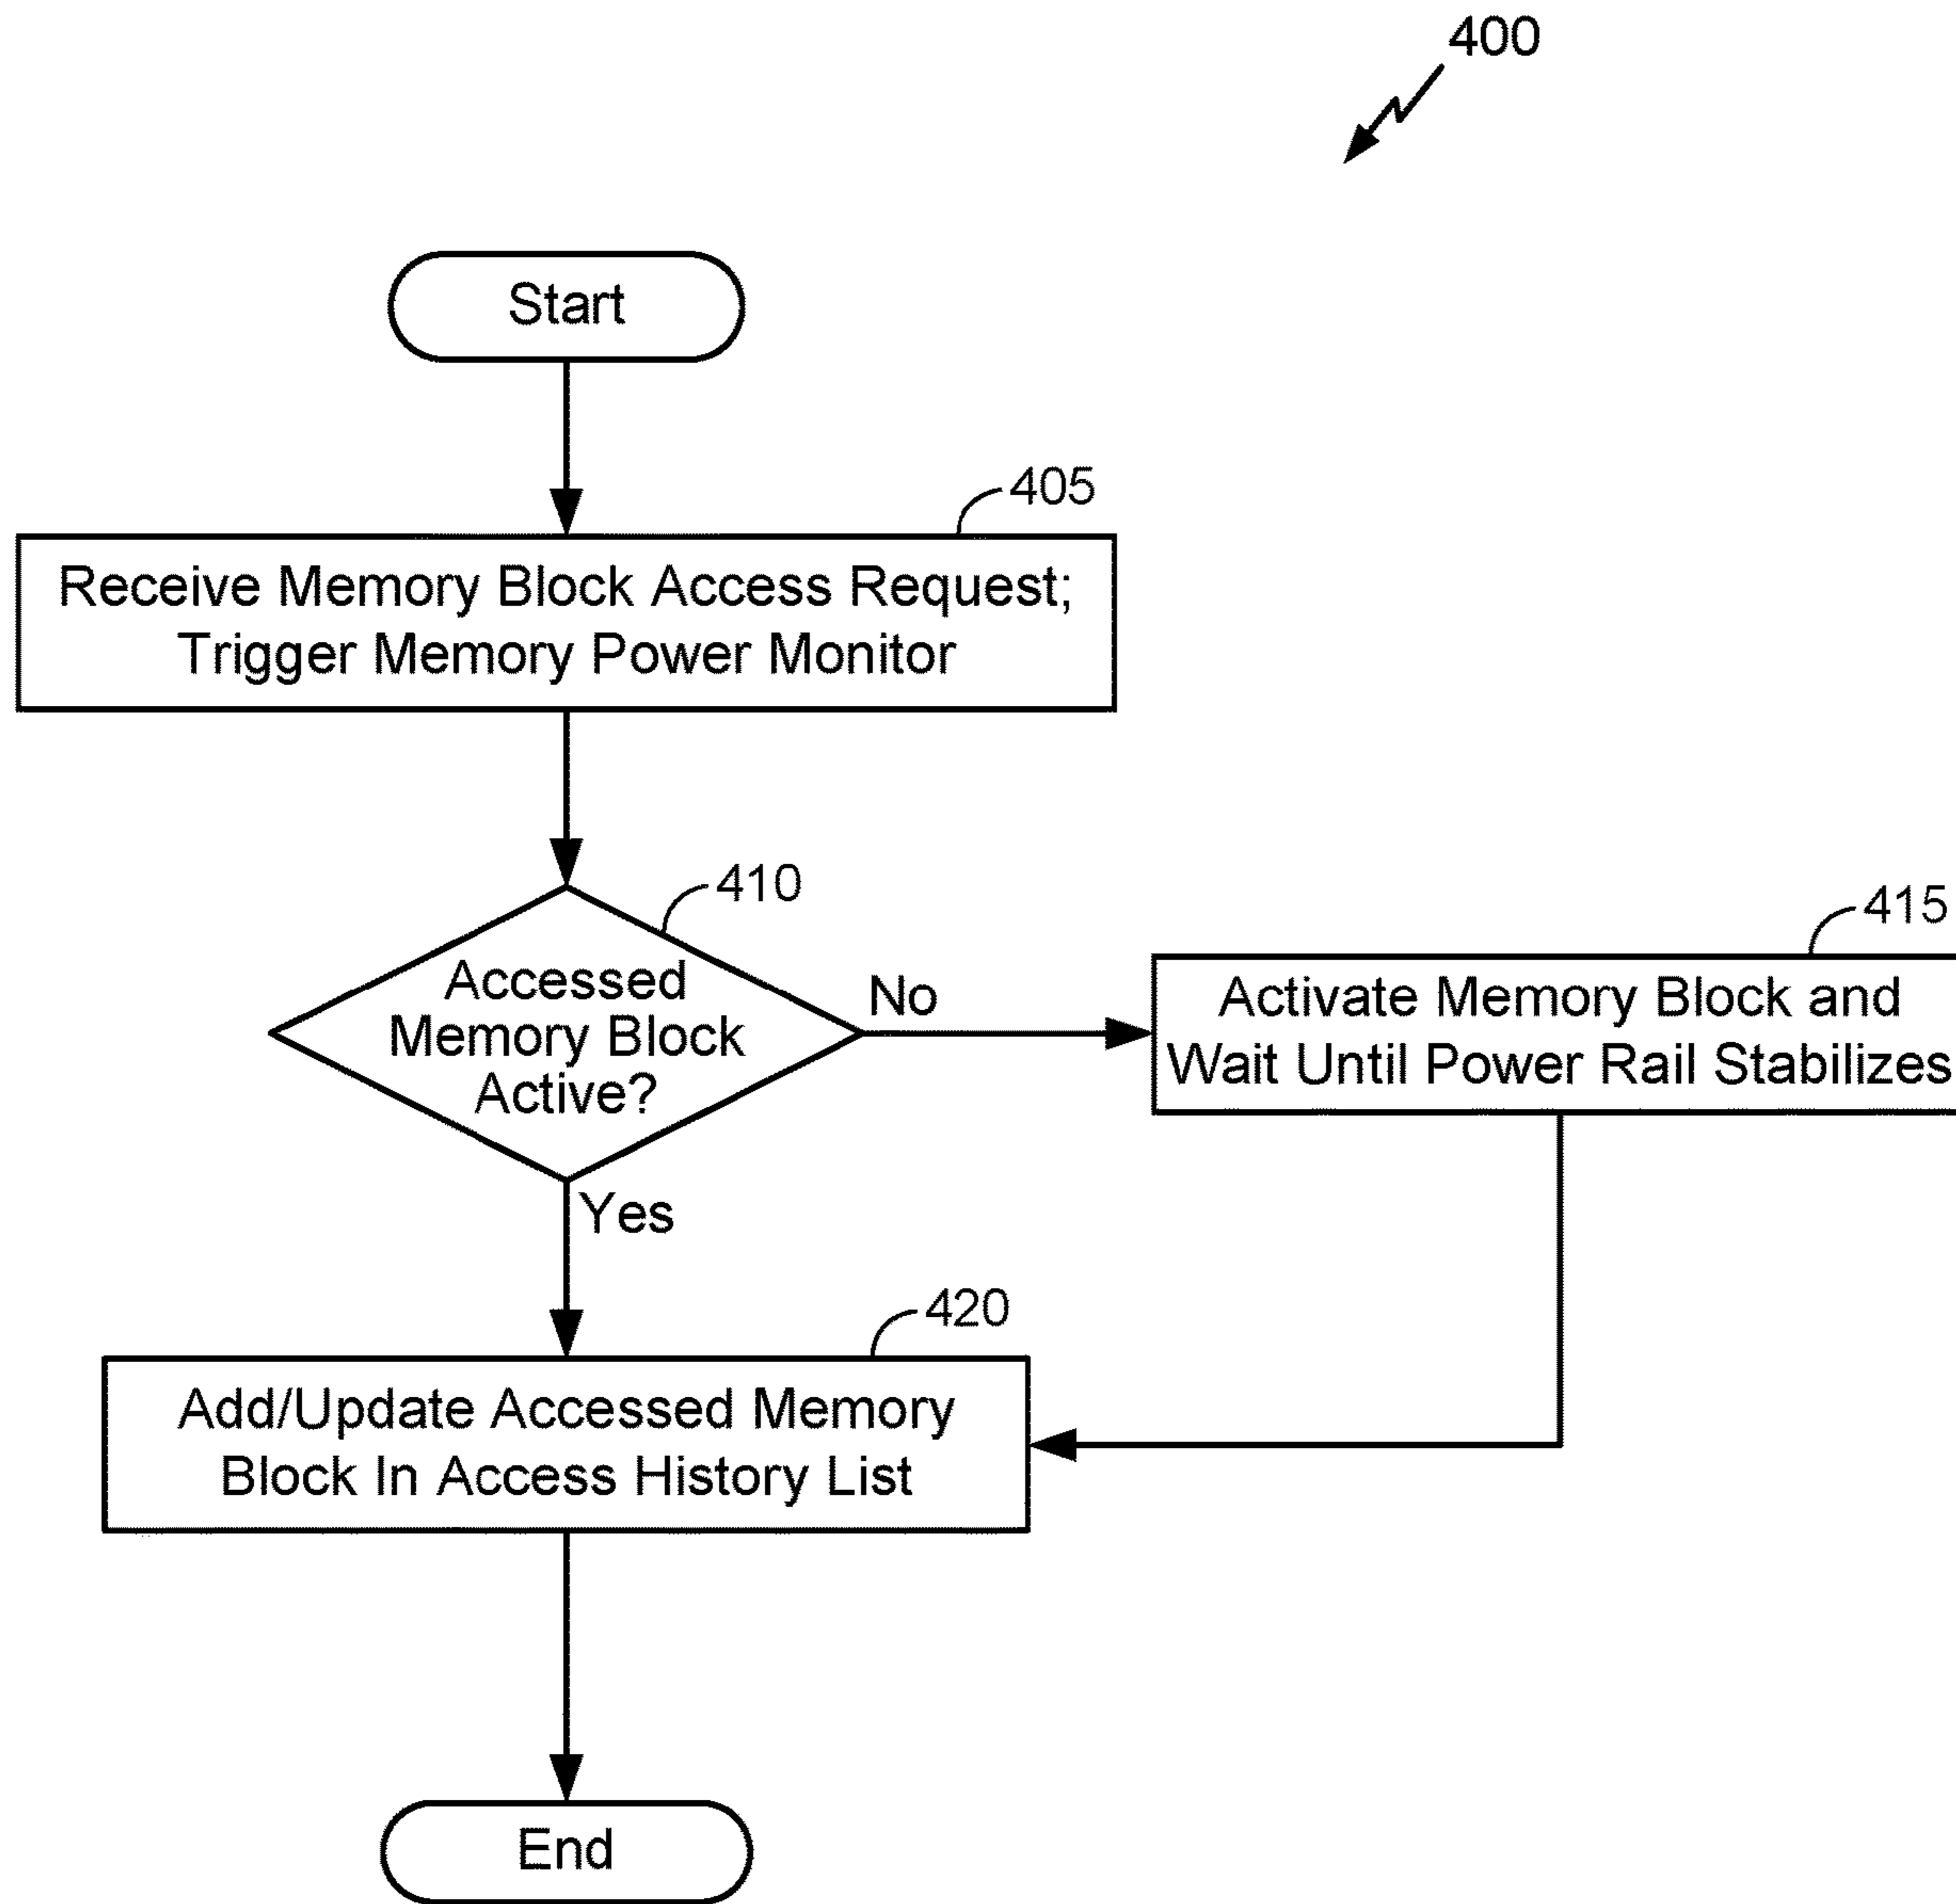 400
Start
405
Receive Memory Block Access Request;
Trigger Memory Power Monitor
410
Accessed
Memory Block
Active?
No
415
Activate Memory Block and
Wait Until Power Rail Stabilizes
Yes
420
Add/Update Accessed Memory
Block In Access History List
End